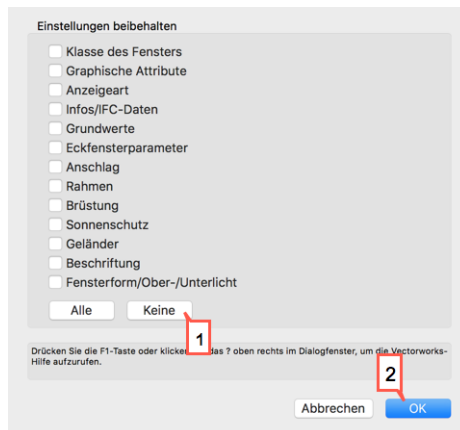 Einstellungen beibehalten
Klasse des Fensters
Graphische Attribute
Anzeigeart
Infos/IFC-Daten
Grundwerte
Eckfensterparameter
Anschlag
Rahmen
Brüstung
Sonnenschutz
Geländer
Beschriftung
Fensterform/Ober-/Unterlicht
Alle Keine
1
Drücken Sie die F1-Taste oder klicken das ? oben rechts im Dialogfenster, um die Vectorworks-
Hilfe aufzurufen.
2
Abbrechen OK